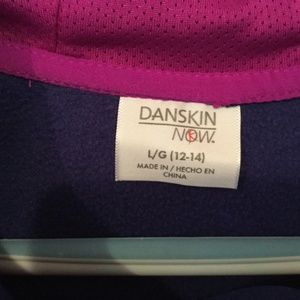 DANSKIN
NOW.
L/G (12-14)
MADE IN / HECHO EN
CHINA